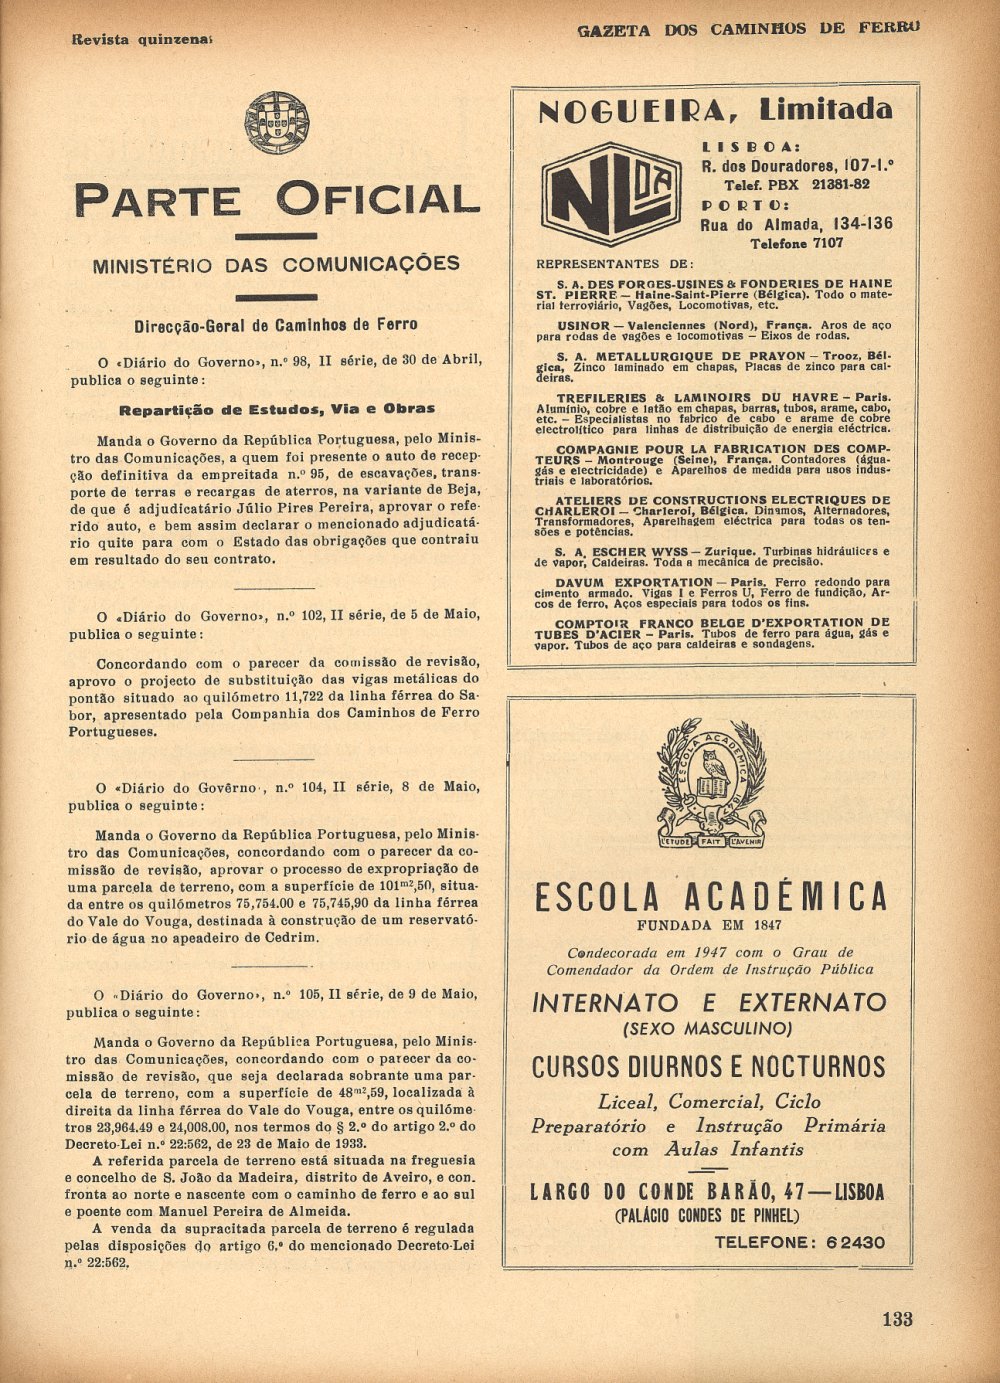 Revista quinzenal
GAZETA DOS CAMINHOS DE FERRO
PARTE OFICIAL
MINISTÉRIO DAS COMUNICAÇÕES
Direcção-Geral de Caminhos de Ferro
O «Diário do Governo», n.º 98, II série, de 30 de Abril,
publica o seguinte:
Repartição de Estudos, Via e Obras
Manda o Governo da República Portuguesa, pelo Minis-
tro das Comunicações, a quem foi presente o auto de recep-
ção definitiva da empreitada n.º 95, de escavações, trans-
porte de terras e recargas de aterros, na variante de Beja,
de que é adjudicatário Júlio Pires Pereira, aprovar o refe-
rido auto, e bem assim declarar o mencionado adjudicatá-
rio quite para com o Estado das obrigações que contraiu
em resultado do seu contrato.
O «Diário do Governo», n.º 102, II série, de 5 de Maio,
publica o seguinte:
Concordando com o parecer da comissão de revisão,
aprovo o projecto de substituição das vigas metálicas do
pontão situado ao quilómetro 11,722 da linha férrea do Sa-
bor, apresentado pela Companhia dos Caminhos de Ferro
Portugueses.
O «Diário do Govêrno», n.º 104, II série, 8 de Maio,
publica o seguinte:
Manda o Governo da República Portuguesa, pelo Minis-
tro das Comunicações, concordando com o parecer da co-
missão de revisão, aprovar o processo de expropriação de
uma parcela de terreno, com a superfície de 101m2,50, situa-
da entre os quilómetros 75,754.00 e 75,745,90 da linha férrea
do Vale do Vouga, destinada à construção de um reservató-
rio de água no apeadeiro de Cedrim.
O «Diário do Governo», n.º 105, II série, de 9 de Maio,
publica o seguinte:
Manda o Governo da República Portuguesa, pelo Minis-
tro das Comunicações, concordando com o parecer da co-
missão de revisão, que seja declarada sobrante uma par-
cela de terreno, com a superfície de 48m2,59, localizada à
direita da linha férrea do Vale do Vouga, entre os quilóme-
tros 23,964.49 e 24,008.00, nos termos do § 2.º do artigo 2.º do
Decreto-Lei n.º 22:562, de 23 de Maio de 1933.
A referida parcela de terreno está situada na freguesia
e concelho de S. João da Madeira, distrito de Aveiro, e con.
fronta ao norte e nascente com o caminho de ferro e ao sul
e poente com Manuel Pereira de Almeida.
A venda da supracitada parcela de terreno é regulada
pelas disposições do artigo 6.º do mencionado Decreto-Lei
n.º 22:562.
NOGUEIRA, Limitada
NLDA
LISBOA:
R. dos Douradores, 107-1.º
Telef. PBX 21381-82
PORTO:
Rua do Almada, 134-136
Telefone 7107
REPRESENTANTES DE:
S. A. DES FORGES-USINES & FONDERIES DE HAINE
ST. PIERRE — Haine-Saint-Pierre (Bélgica). Todo o mate-
rial ferroviário, Vagões, Locomotivas, etc.
USINOR — Valenciennes (Nord), França. Aros de aço
para rodas de vagões e locomotivas — Eixos de rodas.
S. A. METALLURGIQUE DE PRAYON — Trooz, Bél-
gica, Zinco laminado em chapas, Placas de zinco para cal-
deiras.
TREFILERIES & LAMINOIRS DU HAVRE — Paris.
Alumínio, cobre e latão em chapas, barras, tubos, arame, cabo,
etc. — Especialistas no fabrico de cabo e arame de cobre
electrolítico para linhas de distribuição de energia eléctrica.
COMPAGNIE POUR LA FABRICATION DES COMP-
TEURS — Montrouge (Seine), França. Contadores (água-
gás e electricidade) e Aparelhos de medida para usos indus-
triais e laboratórios.
ATELIERS DE CONSTRUCTIONS ELECTRIQUES DE
CHARLEROI — Charleroi, Bélgica. Dinamos, Alternadores,
Transformadores, Aparelhagem eléctrica para todas os ten-
sões e potências.
S. A. ESCHER WYSS — Zurique. Turbinas hidráulicas e
de vapor, Caldeiras. Toda a mecânica de precisão.
DAVUM EXPORTATION — Paris. Ferro redondo para
cimento armado. Vigas I e Ferros U, Ferro de fundição, Ar-
cos de ferro, Aços especiais para todos os fins.
COMPTOIR FRANCO BELGE D'EXPORTATION DE
TUBES D'ACIER — Paris. Tubos de ferro para água, gás e
vapor. Tubos de aço para caldeiras e sondagens.
ESCOLA ACADÉMICA 1847
L'ETUDE FAIT L'AVENIR
ESCOLA ACADÉMICA
FUNDADA EM 1847
Condecorada em 1947 com o Grau de
Comendador da Ordem de Instrução Pública
INTERNATO E EXTERNATO
(SEXO MASCULINO)
CURSOS DIURNOS E NOCTURNOS
Liceal, Comercial, Ciclo
Preparatório e Instrução Primária
com Aulas Infantis
LARGO DO CONDE BARÃO, 47 — LISBOA
(PALÁCIO CONDES DE PINHEL)
TELEFONE: 62430
133